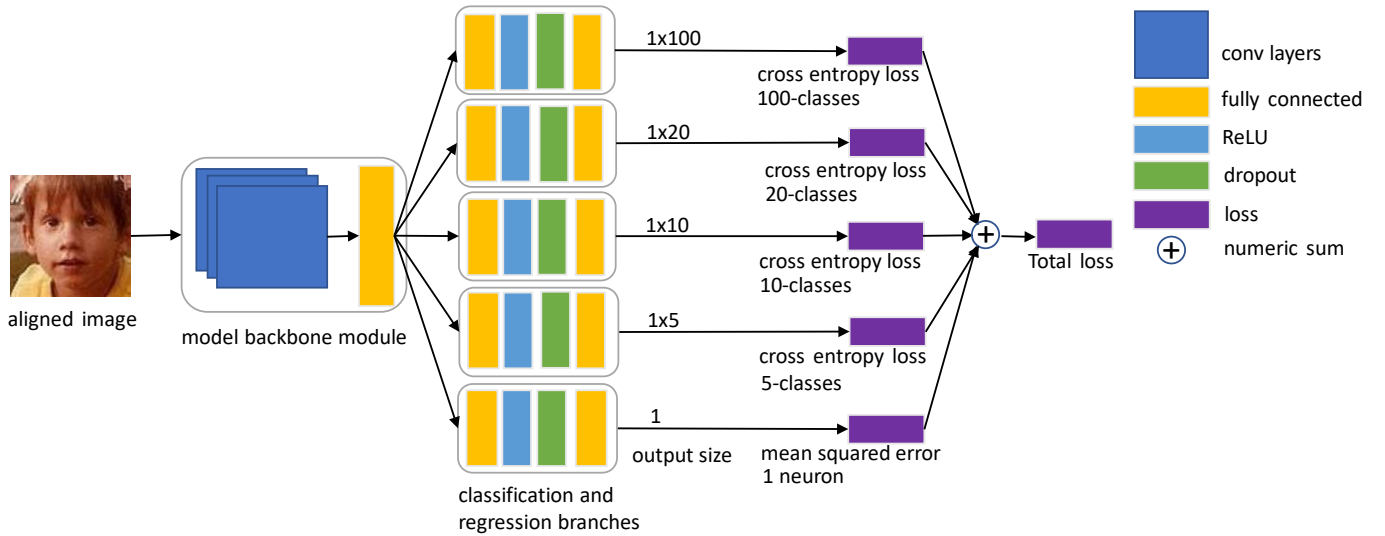 1x100
cross entropy loss
100-classes
1x20
cross entropy loss
20-classes
1x10
cross entropy loss
10-classes
1x5
cross entropy loss
5-classes
1
output size
mean squared error
1 neuron
aligned image
model backbone module
classification and
regression branches
+
Total loss
conv layers
fully connected
ReLU
dropout
loss
+
numeric sum